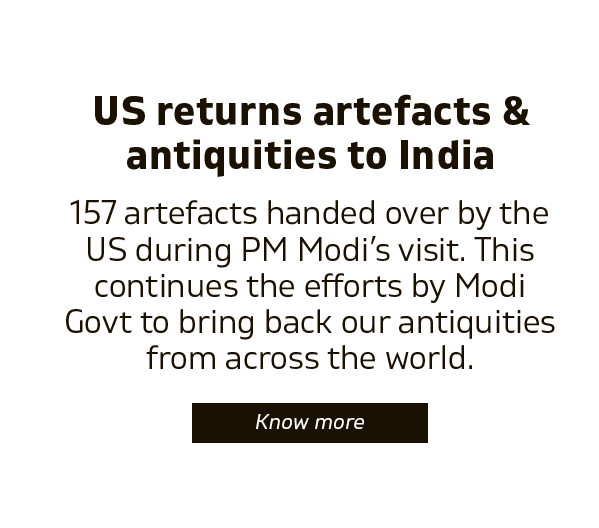 US returns artefacts &
antiquities to India
157 artefacts handed over by the
US during PM Modi’s visit. This
continues the efforts by Modi
Govt to bring back our antiquities
from across the world.
Know more